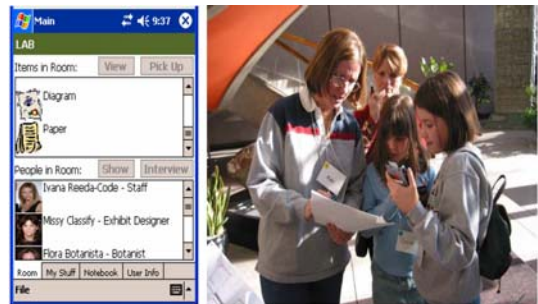 Main 9:37
LAB
Items in Room: View Pick Up
Diagram
Paper
People in Room: Show Interview
Ivana Reeda-Code - Staff
Missy Classify - Exhibit Designer
Flora Botanista - Botanist
Room My Stuff Notebook User Info
File